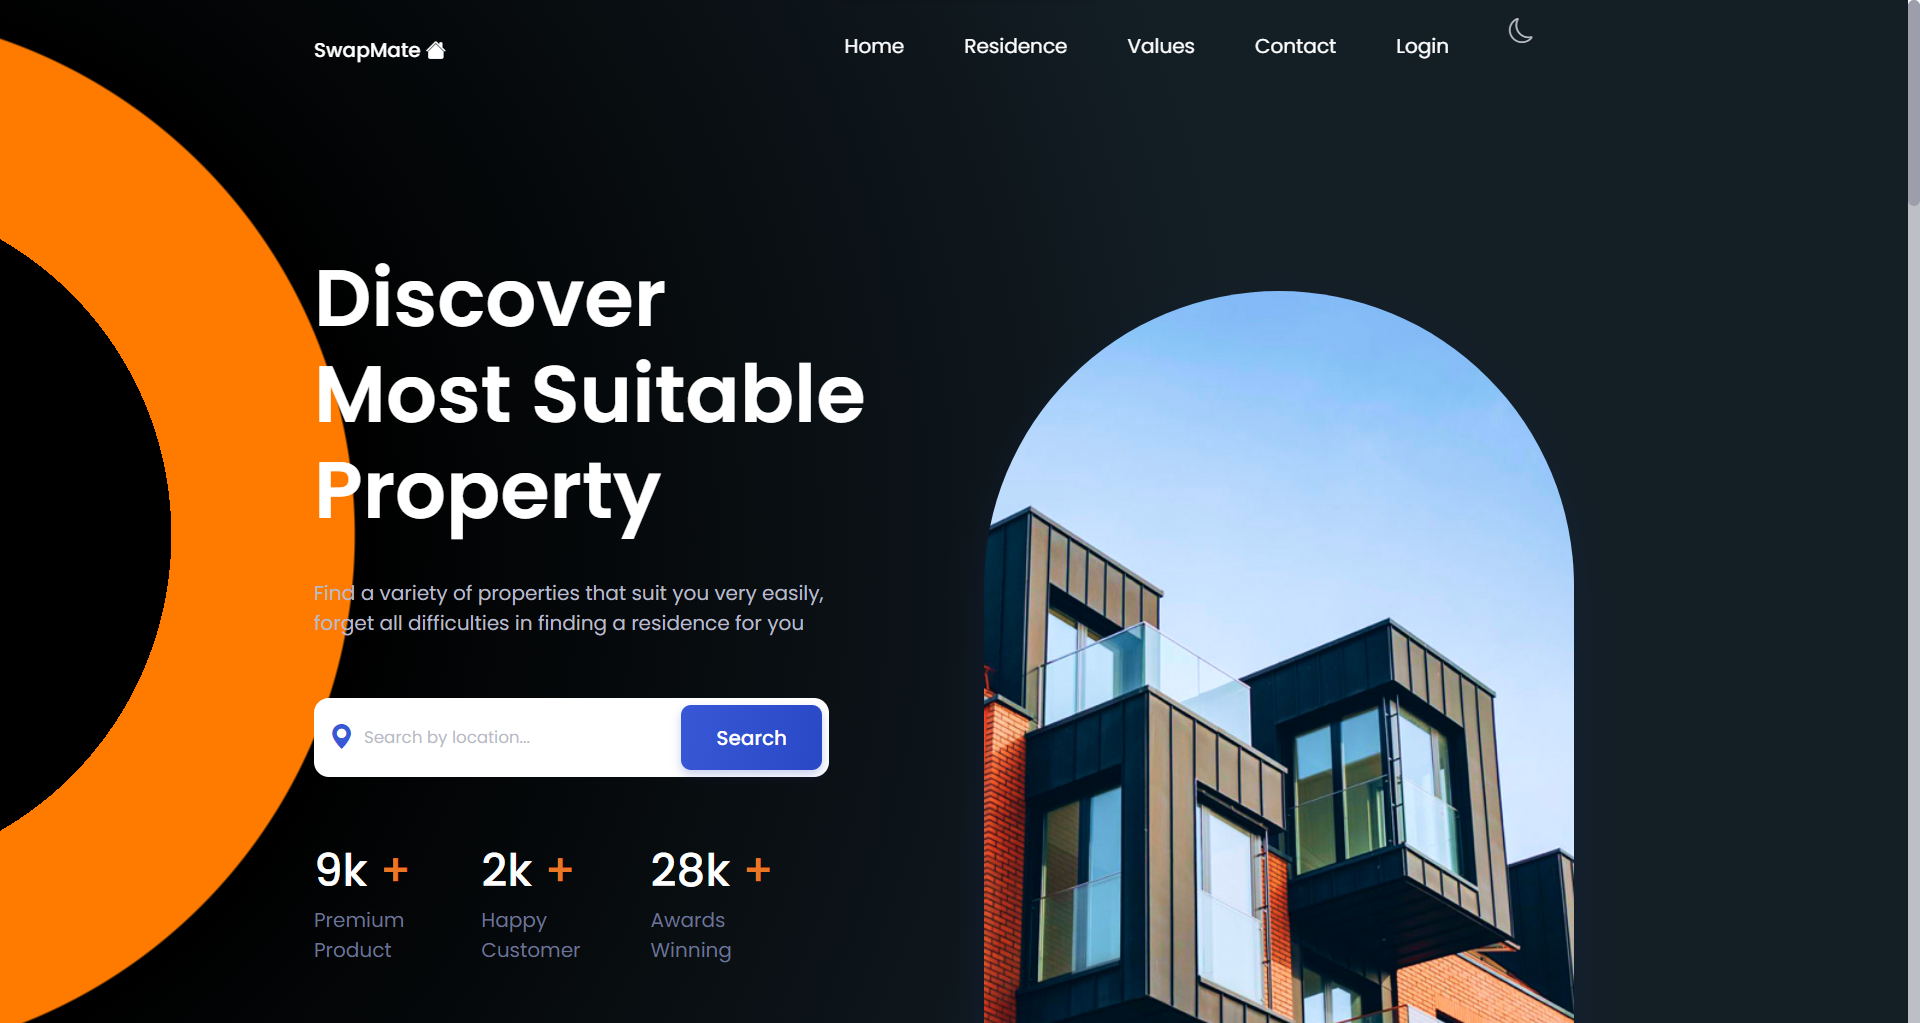 SwapMate
Home
Residence
Values
Contact
Login
Discover
Most Suitable
Property
Find a variety of properties that suit you very easily,
forget all difficulties in finding a residence for you
Search by location...
Search
9k +
Premium
Product
2k +
Happy
Customer
28k +
Awards
Winning